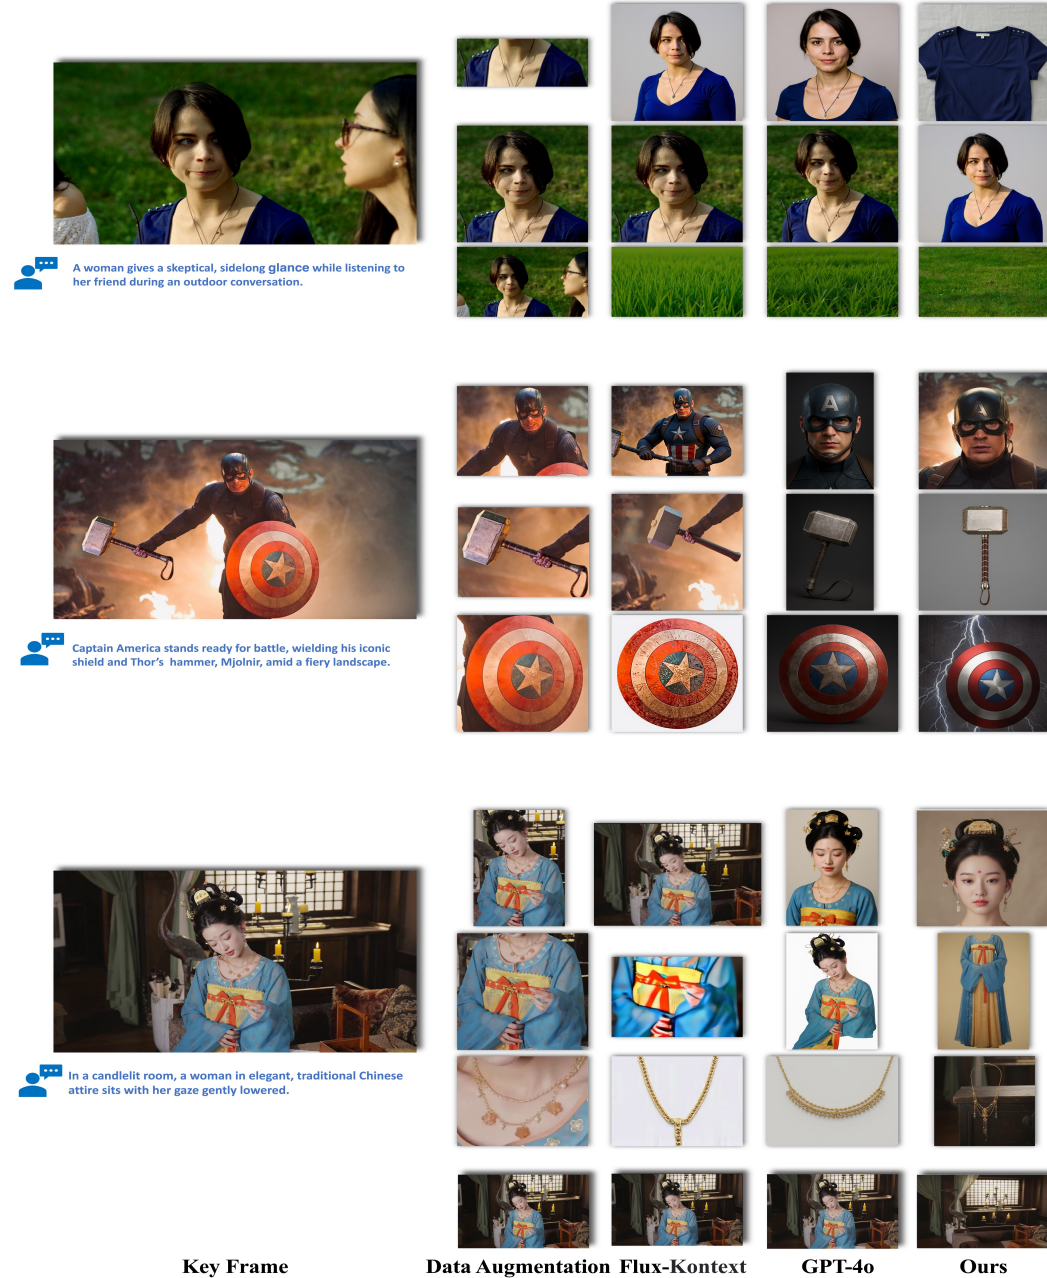 A woman gives a skeptical, sidelong glance while listening to
her friend during an outdoor conversation.
Captain America stands ready for battle, wielding his iconic
shield and Thor's hammer, Mjolnir, amid a fiery landscape.
In a candlelit room, a woman in elegant, traditional Chinese
attire sits with her gaze gently lowered.
Key Frame
Data Augmentation
Flux-Kontext
GPT-4o
Ours